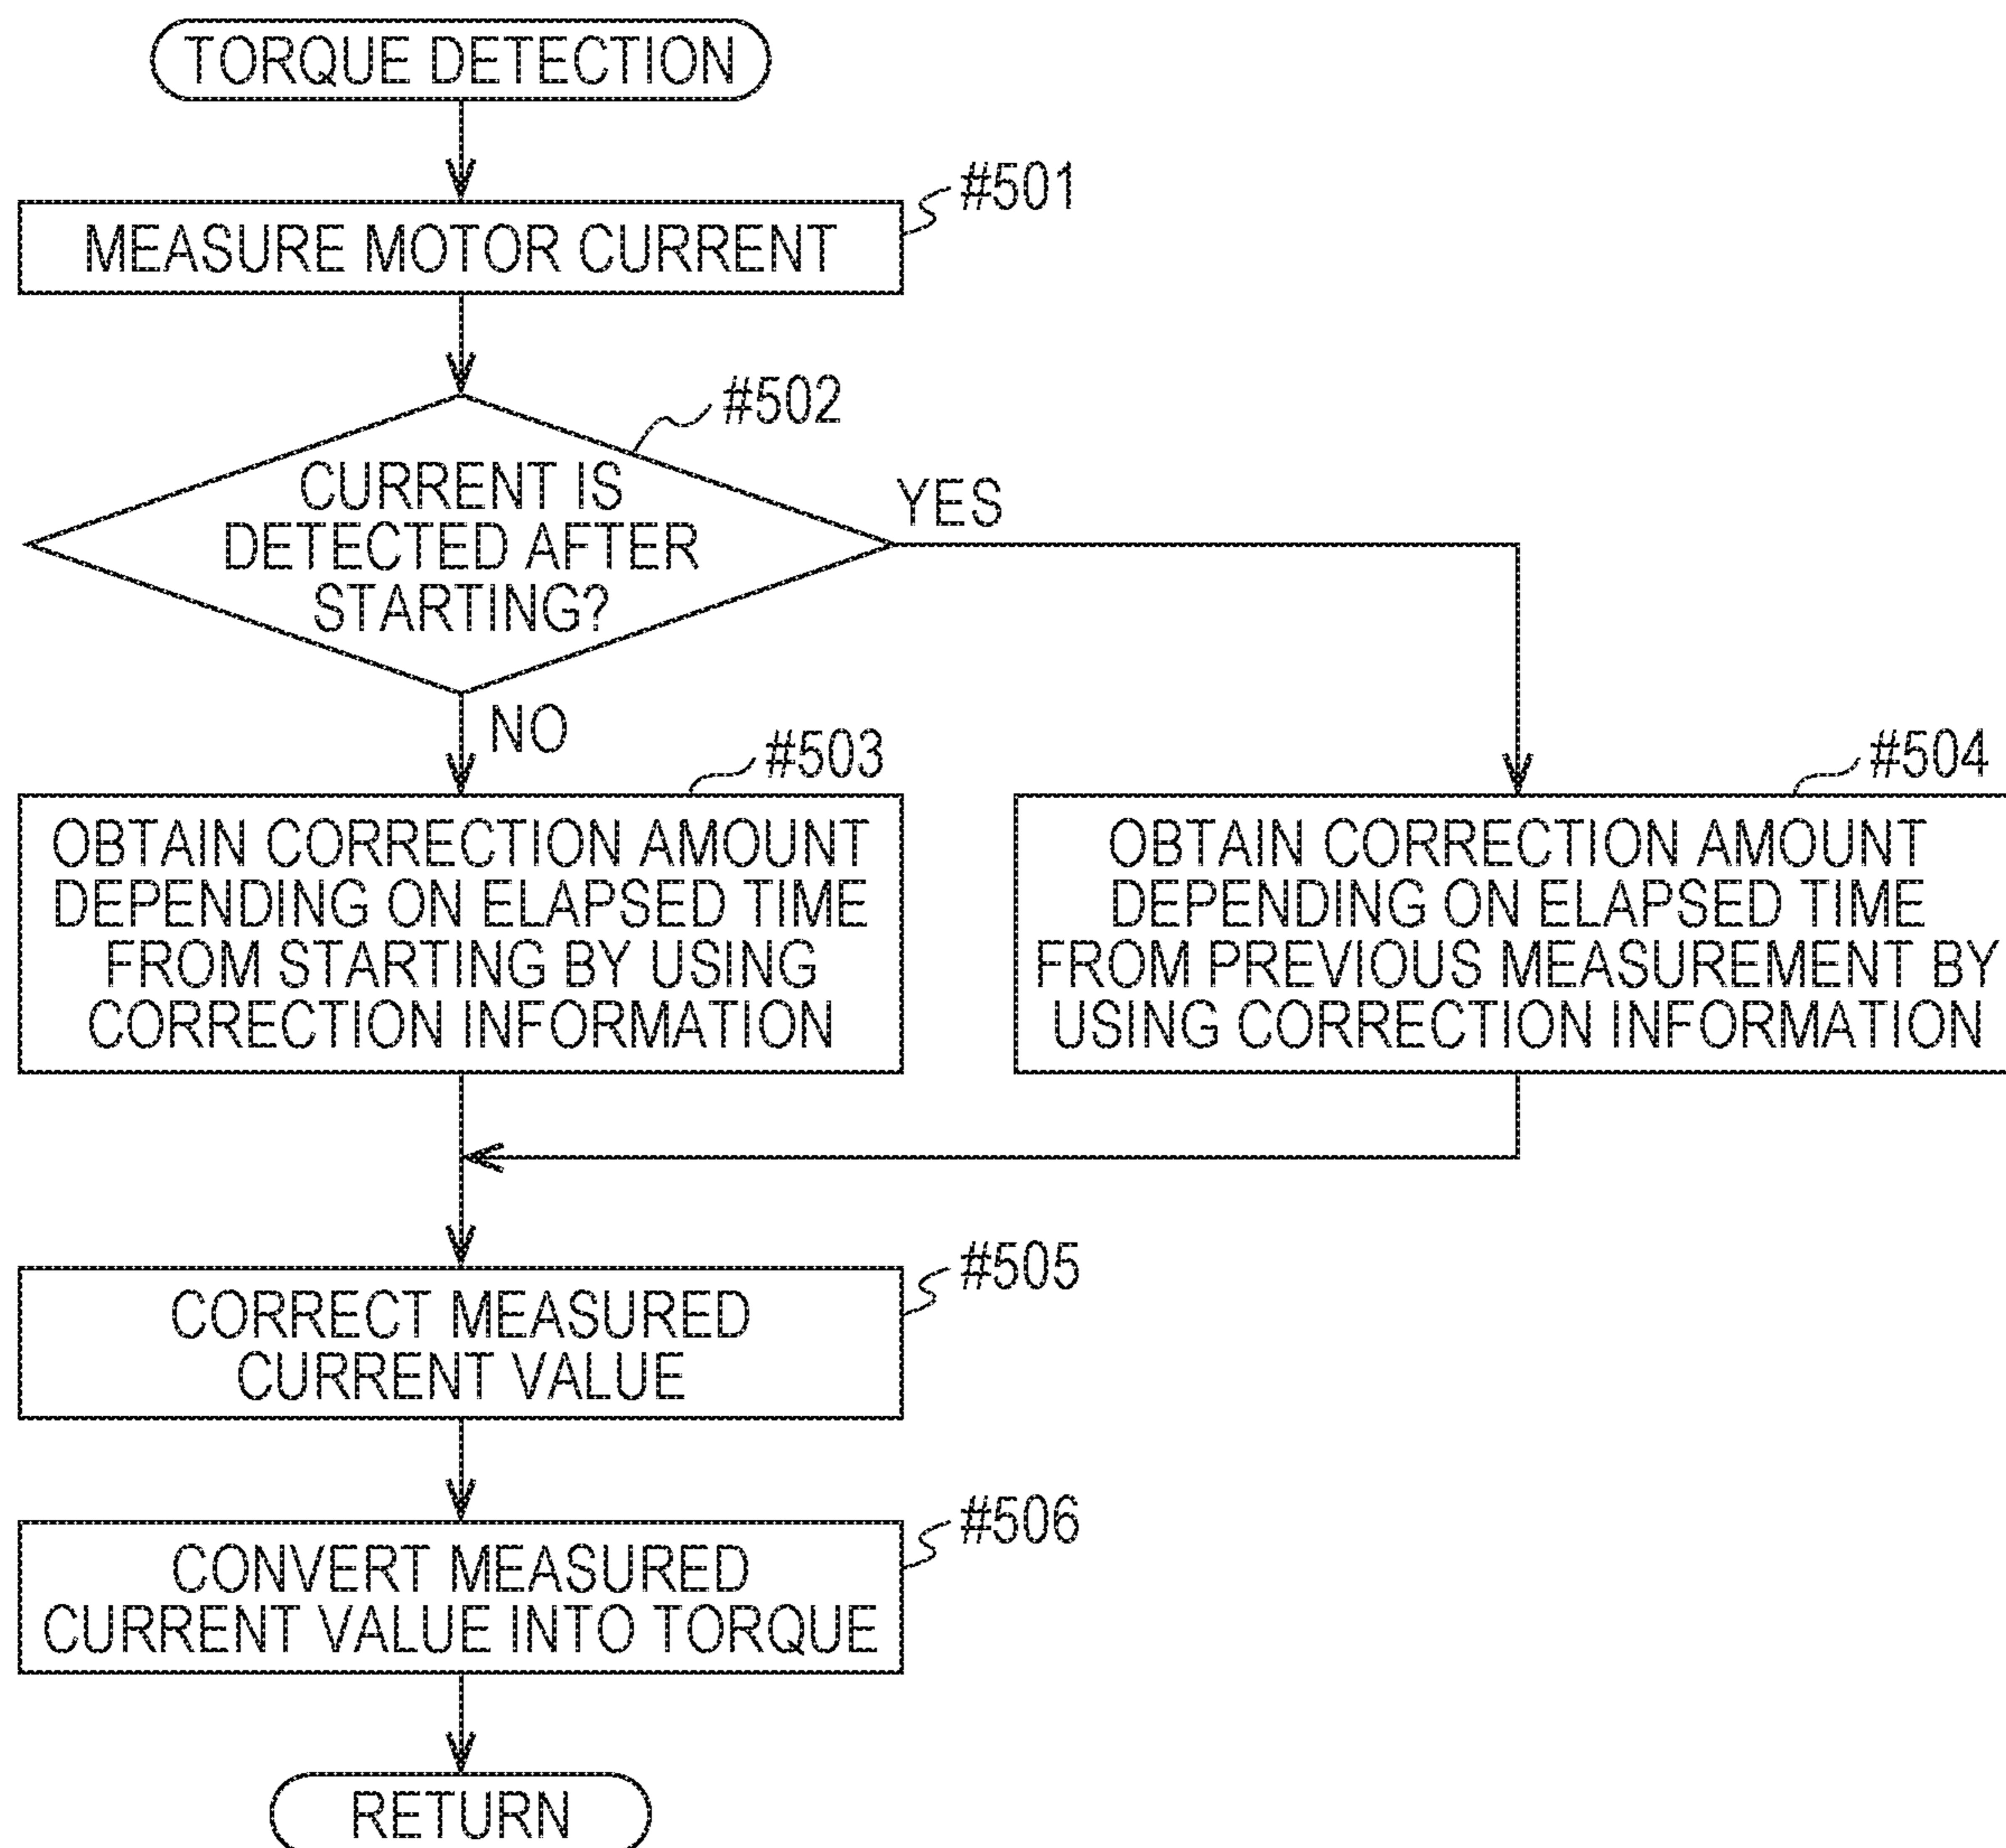 TORQUE DETECTION
#501
MEASURE MOTOR CURRENT
#502
CURRENT IS
DETECTED AFTER
STARTING?
YES
NO
#503
OBTAIN CORRECTION AMOUNT
DEPENDING ON ELAPSED TIME
FROM STARTING BY USING
CORRECTION INFORMATION
#504
OBTAIN CORRECTION AMOUNT
DEPENDING ON ELAPSED TIME
FROM PREVIOUS MEASUREMENT BY
USING CORRECTION INFORMATION
#505
CORRECT MEASURED
CURRENT VALUE
#506
CONVERT MEASURED
CURRENT VALUE INTO TORQUE
RETURN